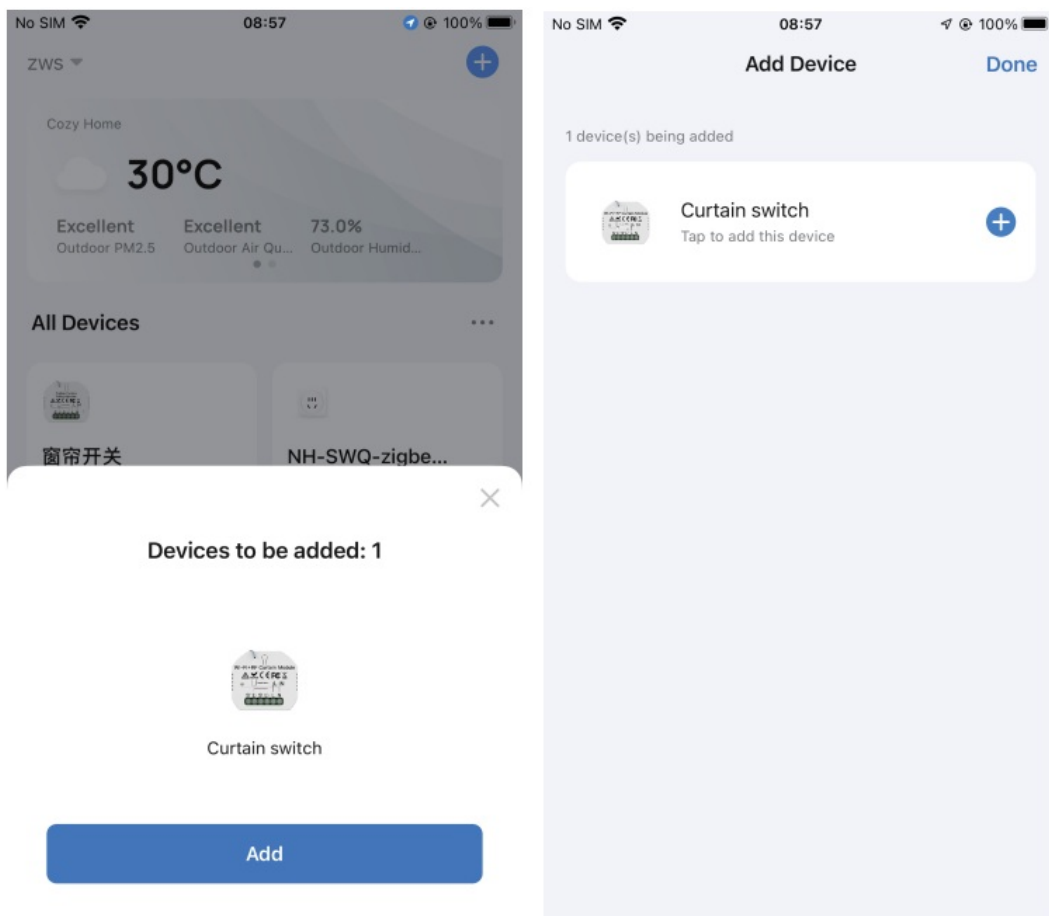 No SIM 08:57 100%
ZWS
Cozy Home
30°C
Excellent Excellent 73.0%
Outdoor PM2.5 Outdoor Air Qu... Outdoor Humid...
All Devices
窗帘开关 NH-SWQ-zigbe...
Devices to be added: 1
Curtain switch
Add
No SIM 08:57 100%
Add Device Done
1 device(s) being added
Curtain switch
Tap to add this device